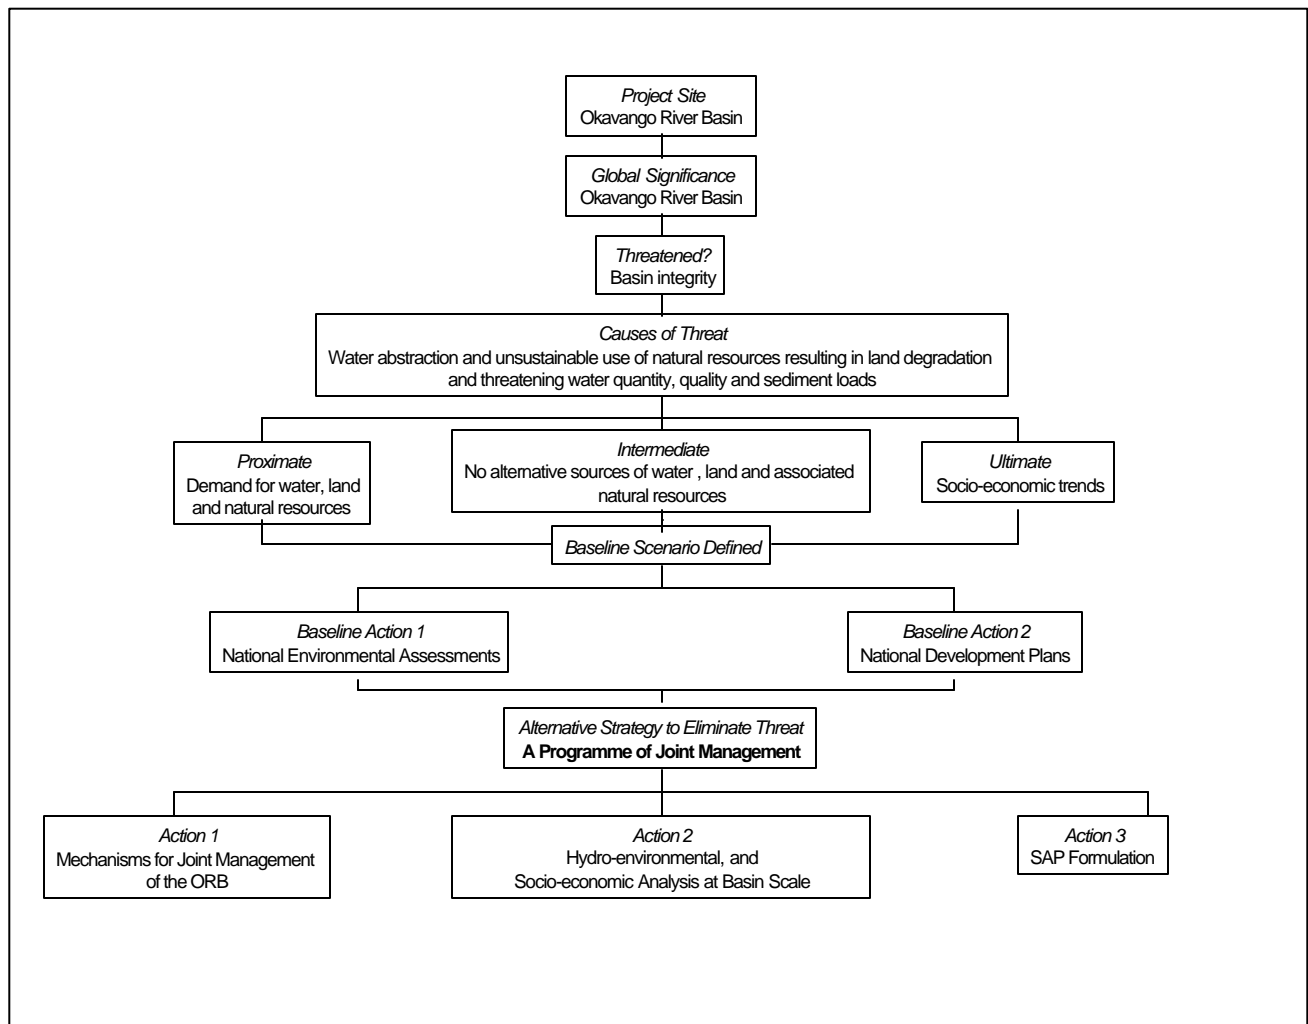 Project Site
Okavango River Basin
Global Significance
Okavango River Basin
Threatened?
Basin integrity
Causes of Threat
Water abstraction and unsustainable use of natural resources resulting in land degradation
and threatening water quantity, quality and sediment loads
Proximate
Demand for water, land
and natural resources
Intermediate
No alternative sources of water , land and associated
natural resources
Ultimate
Socio-economic trends
Baseline Scenario Defined
Baseline Action 1
National Environmental Assessments
Baseline Action 2
National Development Plans
Alternative Strategy to Eliminate Threat
A Programme of Joint Management
Action 1
Mechanisms for Joint Management
of the ORB
Action 2
Hydro-environmental, and
Socio-economic Analysis at Basin Scale
Action 3
SAP Formulation